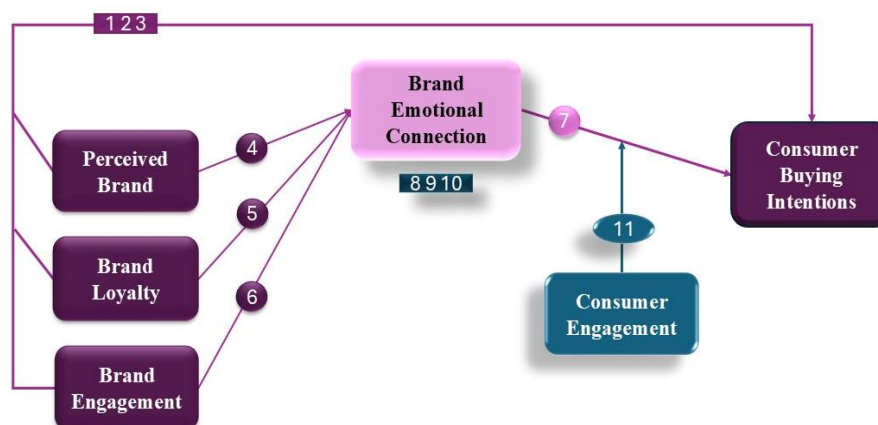 1 2 3
Brand
Emotional
Connection
7
4
Perceived
Brand
Consumer
Buying
Intentions
8 9 10
5
11
Brand
Loyalty
6
Consumer
Engagement
Brand
Engagement